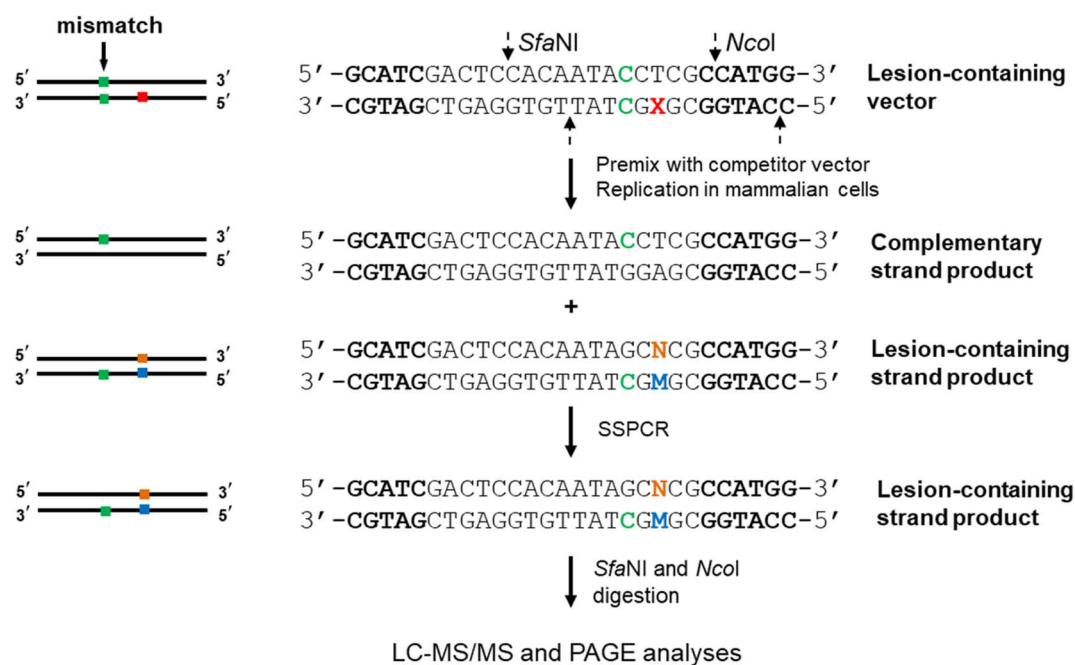 mismatch
SfaNI NcoI
5′ 3′ 5′-GCATCGACTCCACAATACCTCGCCATGG-3′ Lesion-containing
3′ 5′ 3′-CGTAGCTGAGGTGTTATCGXGCGGTACC-5′ vector
Premix with competitor vector
Replication in mammalian cells
5′ 3′ 5′-GCATCGACTCCACAATACCTCGCCATGG-3′ Complementary
3′ 5′ 3′-CGTAGCTGAGGTGTTATGGAGCGGTACC-5′ strand product
+
5′ 3′ 5′-GCATCGACTCCACAATAGCNCGCCATGG-3′ Lesion-containing
3′ 5′ 3′-CGTAGCTGAGGTGTTATCGMGCGGTACC-5′ strand product
SSPCR
5′ 3′ 5′-GCATCGACTCCACAATAGCNCGCCATGG-3′ Lesion-containing
3′ 5′ 3′-CGTAGCTGAGGTGTTATCGMGCGGTACC-5′ strand product
SfaNI and NcoI
digestion
LC-MS/MS and PAGE analyses